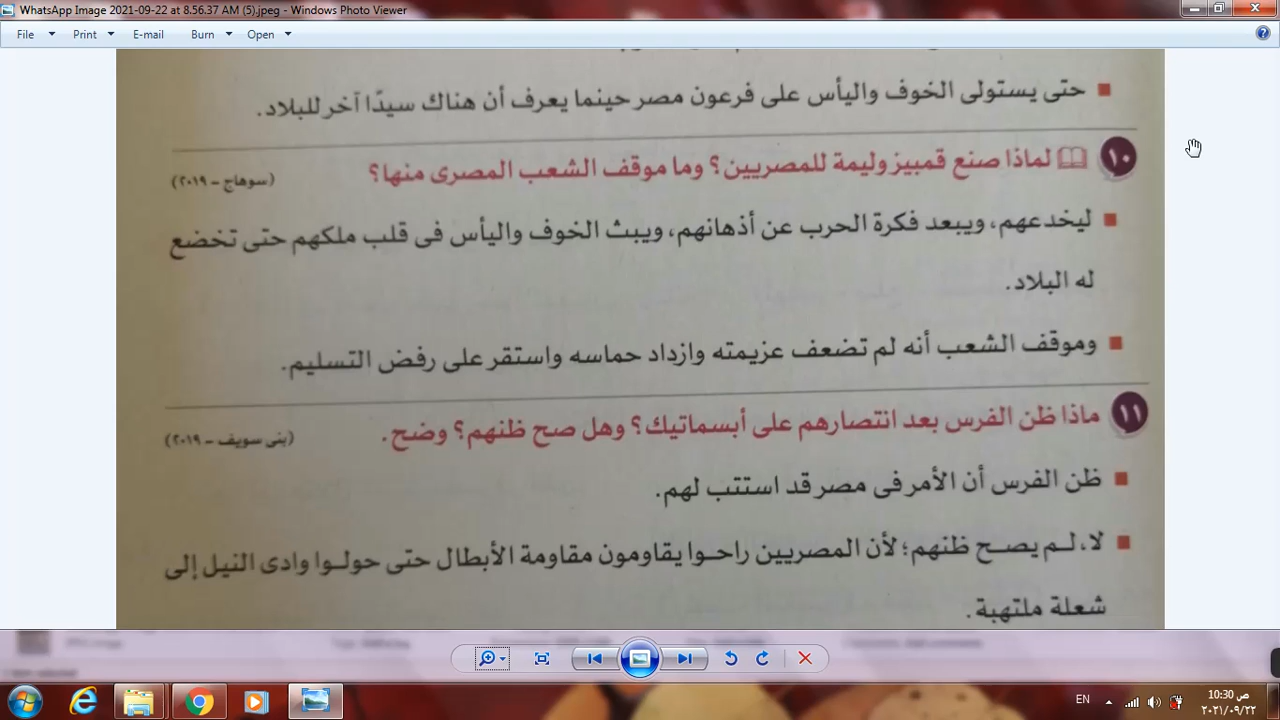 WhatsApp Image 2021-09-22 at 8.56.37 AM (5).jpeg - Windows Photo Viewer
File Print E-mail Burn Open
حتى يستولى الخوف واليأس على فرعون مصر حينما يعرف أن هناك سيدًا آخر للبلاد.
١٠ لماذا صنع قمبيز وليمة للمصريين؟ وما موقف الشعب المصرى منها؟ (سوهاج - ٢٠١٩)
ليخدعهم، ويبعد فكرة الحرب عن أذهانهم، ويبث الخوف واليأس فى قلب ملكهم حتى تخضع
له البلاد.
وموقف الشعب أنه لم تضعف عزيمته وازداد حماسه واستقر على رفض التسليم.
١١ ماذا ظن الفرس بعد انتصارهم على أبسماتيك؟ وهل صح ظنهم؟ وضح. (بنى سويف - ٢٠١٩)
ظن الفرس أن الأمر فى مصر قد استتب لهم.
لا، لم يصح ظنهم؛ لأن المصريين راحوا يقاومون مقاومة الأبطال حتى حولوا وادى النيل إلى
شعلة ملتهبة.
EN
10:30 ص
٢٠٢١/٠٩/٢٢